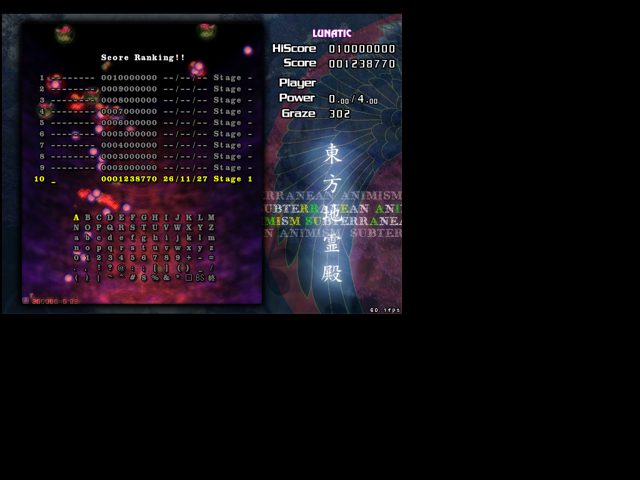 Score Ranking!!
1 -------- 0010000000 --/--/-- Stage -
2 -------- 0009000000 --/--/-- Stage -
3 -------- 0008000000 --/--/-- Stage -
4 -------- 0007000000 --/--/-- Stage -
5 -------- 0006000000 --/--/-- Stage -
6 -------- 0005000000 --/--/-- Stage -
7 -------- 0004000000 --/--/-- Stage -
8 -------- 0003000000 --/--/-- Stage -
9 -------- 0002000000 --/--/-- Stage -
10 _ 0001238770 26/11/27 Stage 1
A B C D E F G H I J K L M
N O P Q R S T U V W X Y Z
a b c d e f g h i j k l m
n o p q r s t u v w x y z
0 1 2 3 4 5 6 7 8 9 + - =
. , ! ? @ : ; [ ] ( ) _ /
{ } | ~ ^ # $ % & * □ BS 終
LUNATIC
HiScore 010000000
Score 001238770
Player
Power 0.00/4.00
Graze 302
東方地霊殿
SUBTERRANEAN ANIMISM